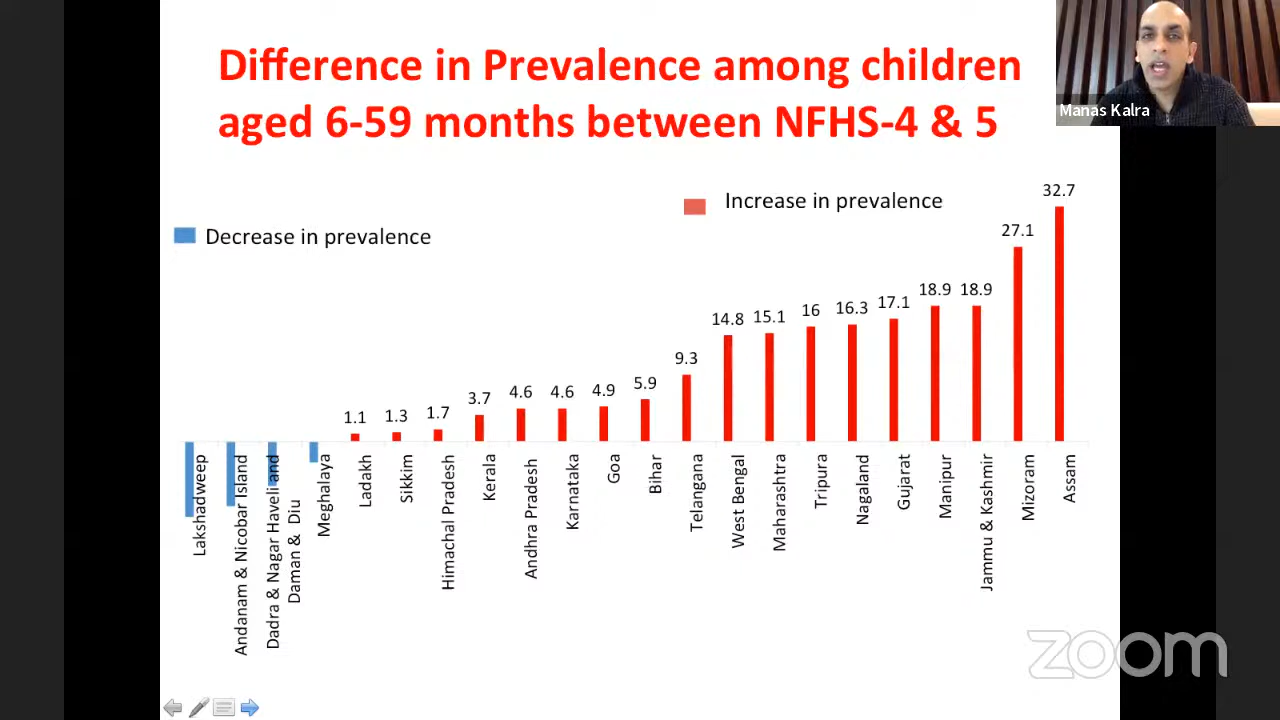 Difference in Prevalence among children
aged 6-59 months between NFHS-4 & 5
Manas Kalra
Increase in prevalence
Decrease in prevalence
32.7
27.1
18.9
18.9
17.1
16.3
16
15.1
14.8
9.3
5.9
4.9
4.6
4.6
3.7
1.7
1.3
1.1
Lakshadweep
Andanam & Nicobar Island
Dadra & Nagar Haveli and
Daman & Diu
Meghalaya
Ladakh
Sikkim
Himachal Pradesh
Kerala
Andhra Pradesh
Karnataka
Goa
Bihar
Telangana
West Bengal
Maharashtra
Tripura
Nagaland
Gujarat
Manipur
Jammu & Kashmir
Mizoram
Assam
zoom